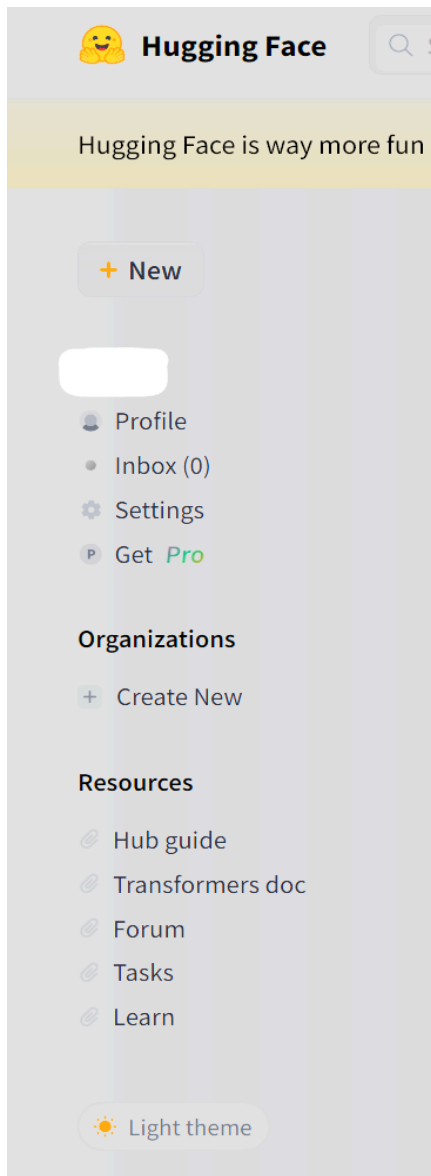 Hugging Face
Hugging Face is way more fun
+ New
Profile
Inbox (0)
Settings
P Get Pro
Organizations
+ Create New
Resources
Hub guide
Transformers doc
Forum
Tasks
Learn
Light theme